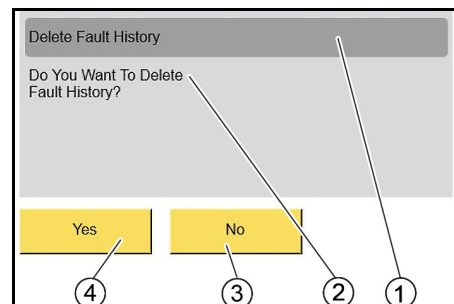 Delete Fault History
Do You Want To Delete
Fault History?
Yes
No
4
3
2
1